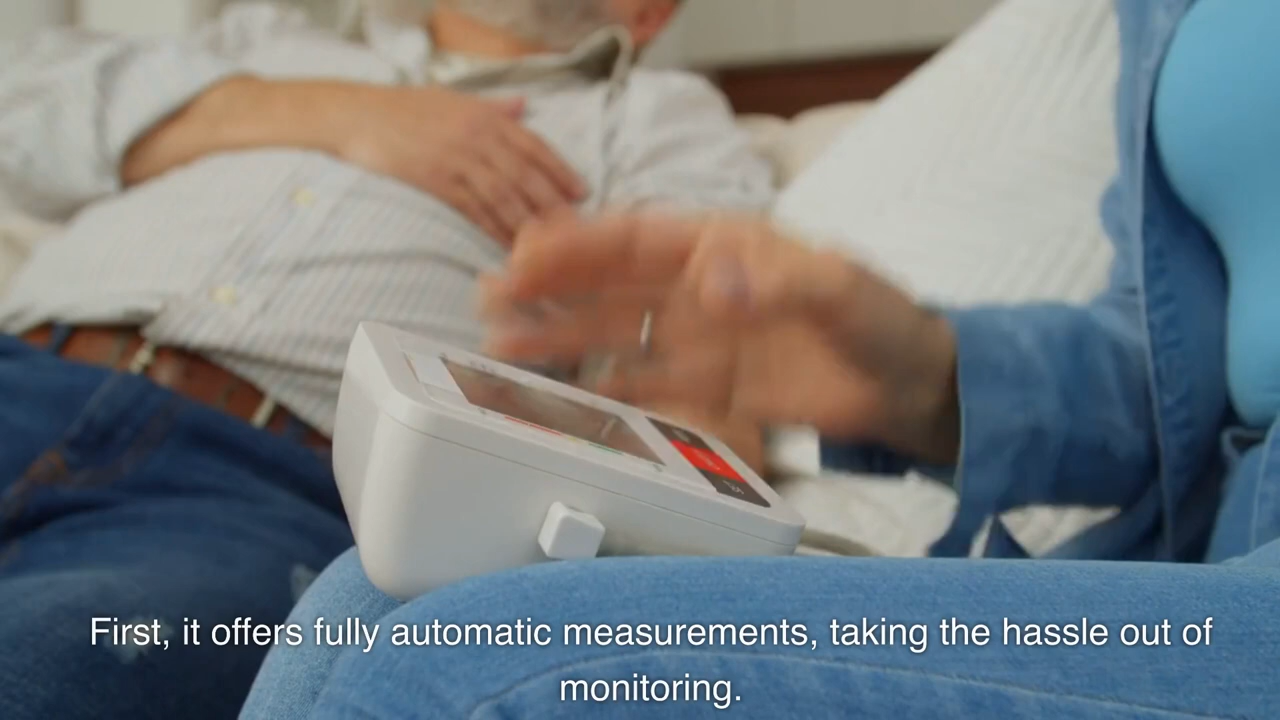 First, it offers fully automatic measurements, taking the hassle out of
monitoring.